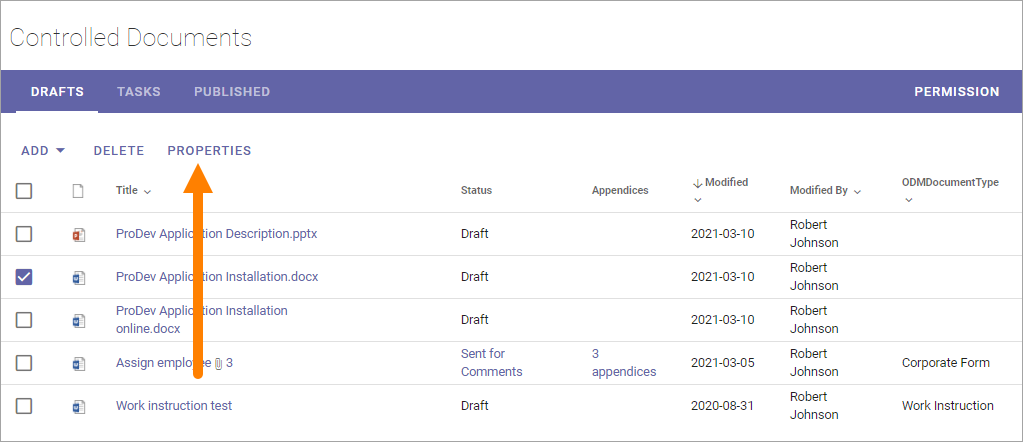 Controlled Documents
DRAFTS TASKS PUBLISHED PERMISSION
ADD DELETE PROPERTIES
Title Status Appendices Modified Modified By ODMDocumentType
ProDev Application Description.pptx Draft 2021-03-10 Robert
Johnson
ProDev Application Installation.docx Draft 2021-03-10 Robert
Johnson
ProDev Application Installation
online.docx Draft 2021-03-10 Robert
Johnson
Assign employee 3 Sent for
Comments 3
appendices 2021-03-05 Robert
Johnson Corporate Form
Work instruction test Draft 2020-08-31 Robert
Johnson Work Instruction